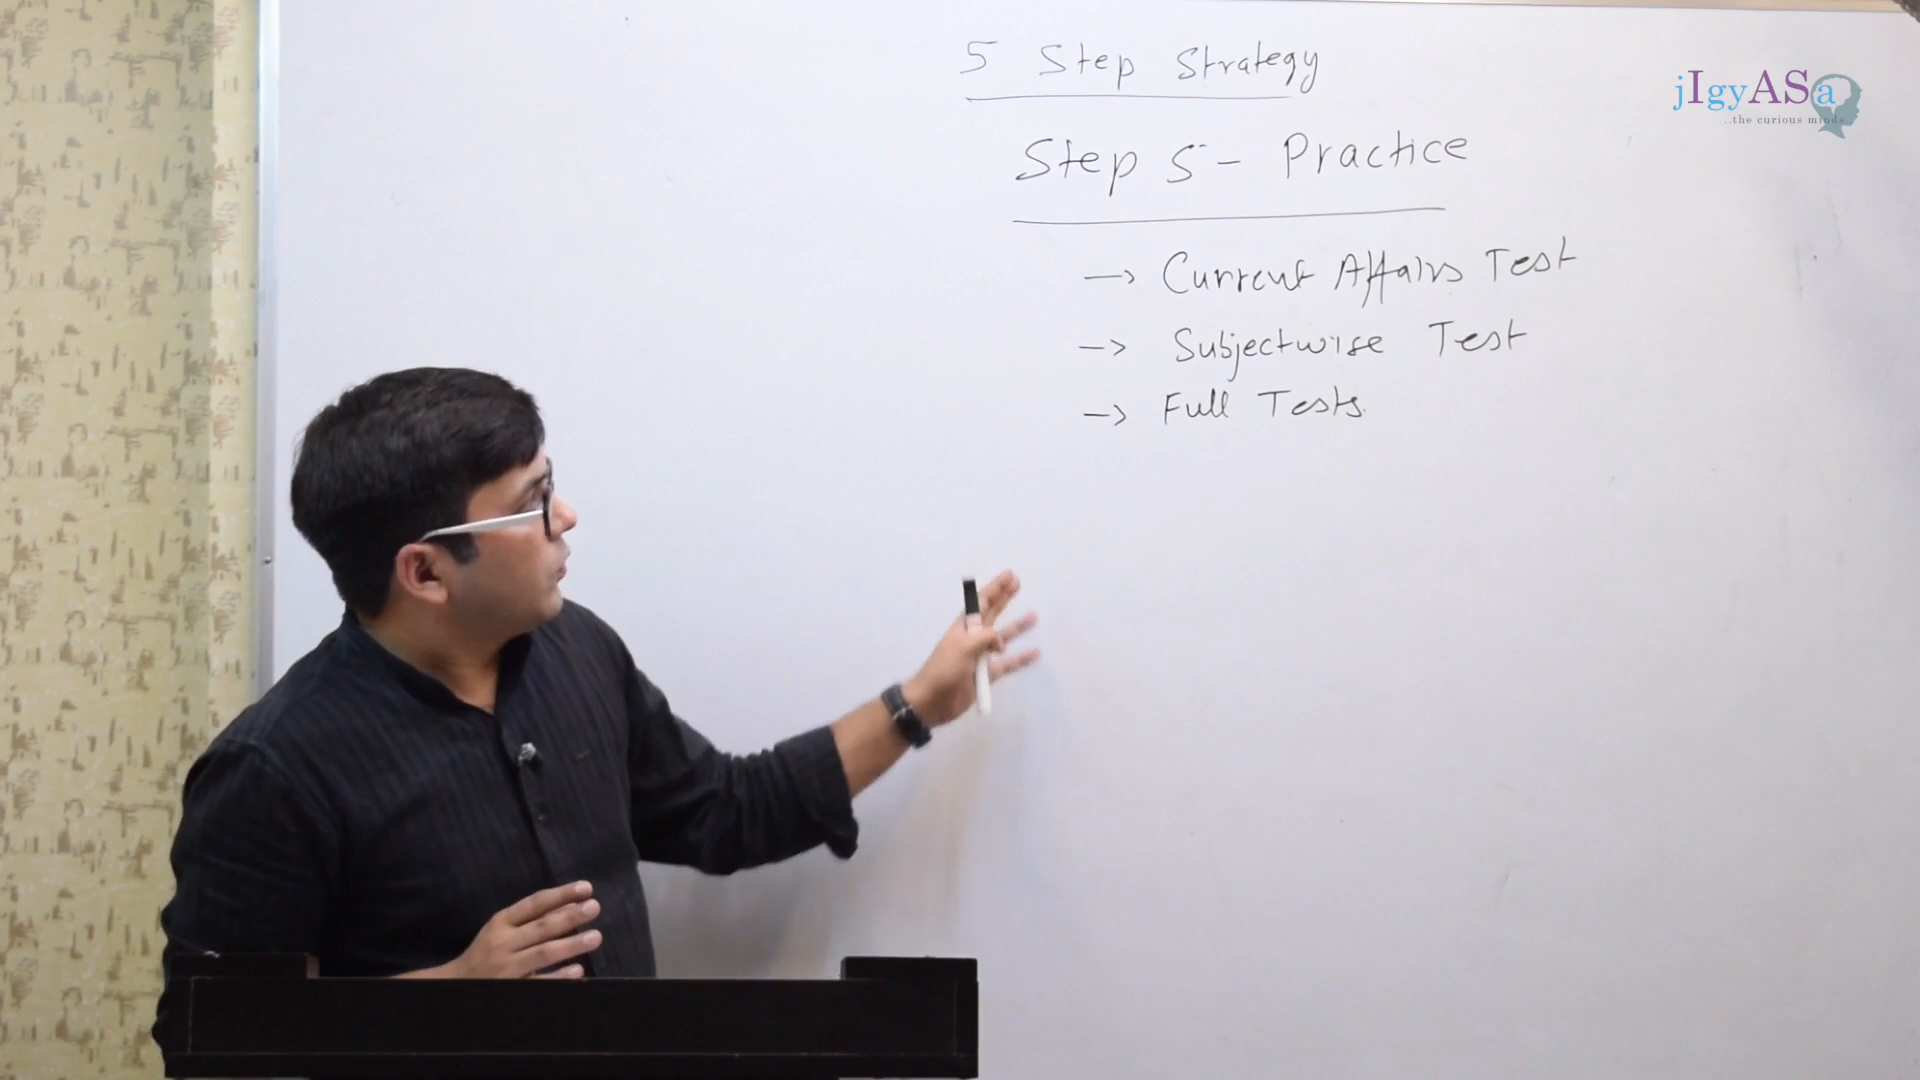 5 Step Strategy
jIgyASa
..the curious minds..
Step 5 - Practice
→ Current Affairs Test
→ Subjectwise Test
→ Full Tests.